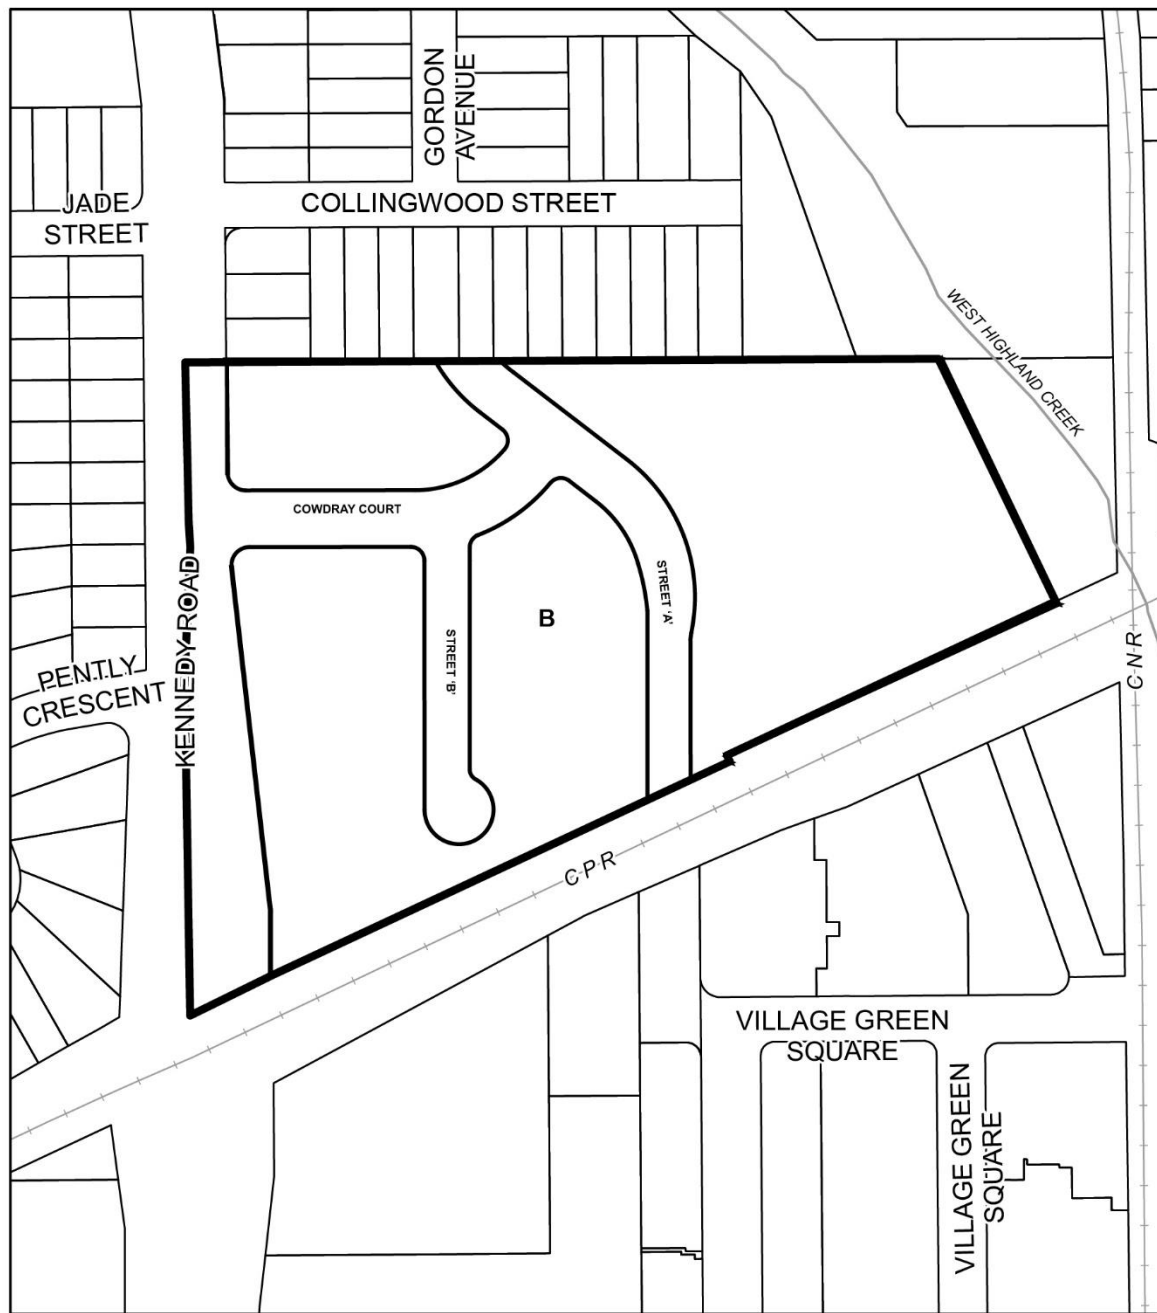 GORDON
AVENUE
JADE
STREET
COLLINGWOOD STREET
WEST HIGHLAND CREEK
COWDRAY COURT
KENNEDY ROAD
STREET 'A'
B
STREET 'B'
C N R
PENTLY
CRESCENT
C P R
VILLAGE GREEN
SQUARE
VILLAGE GREEN
SQUARE